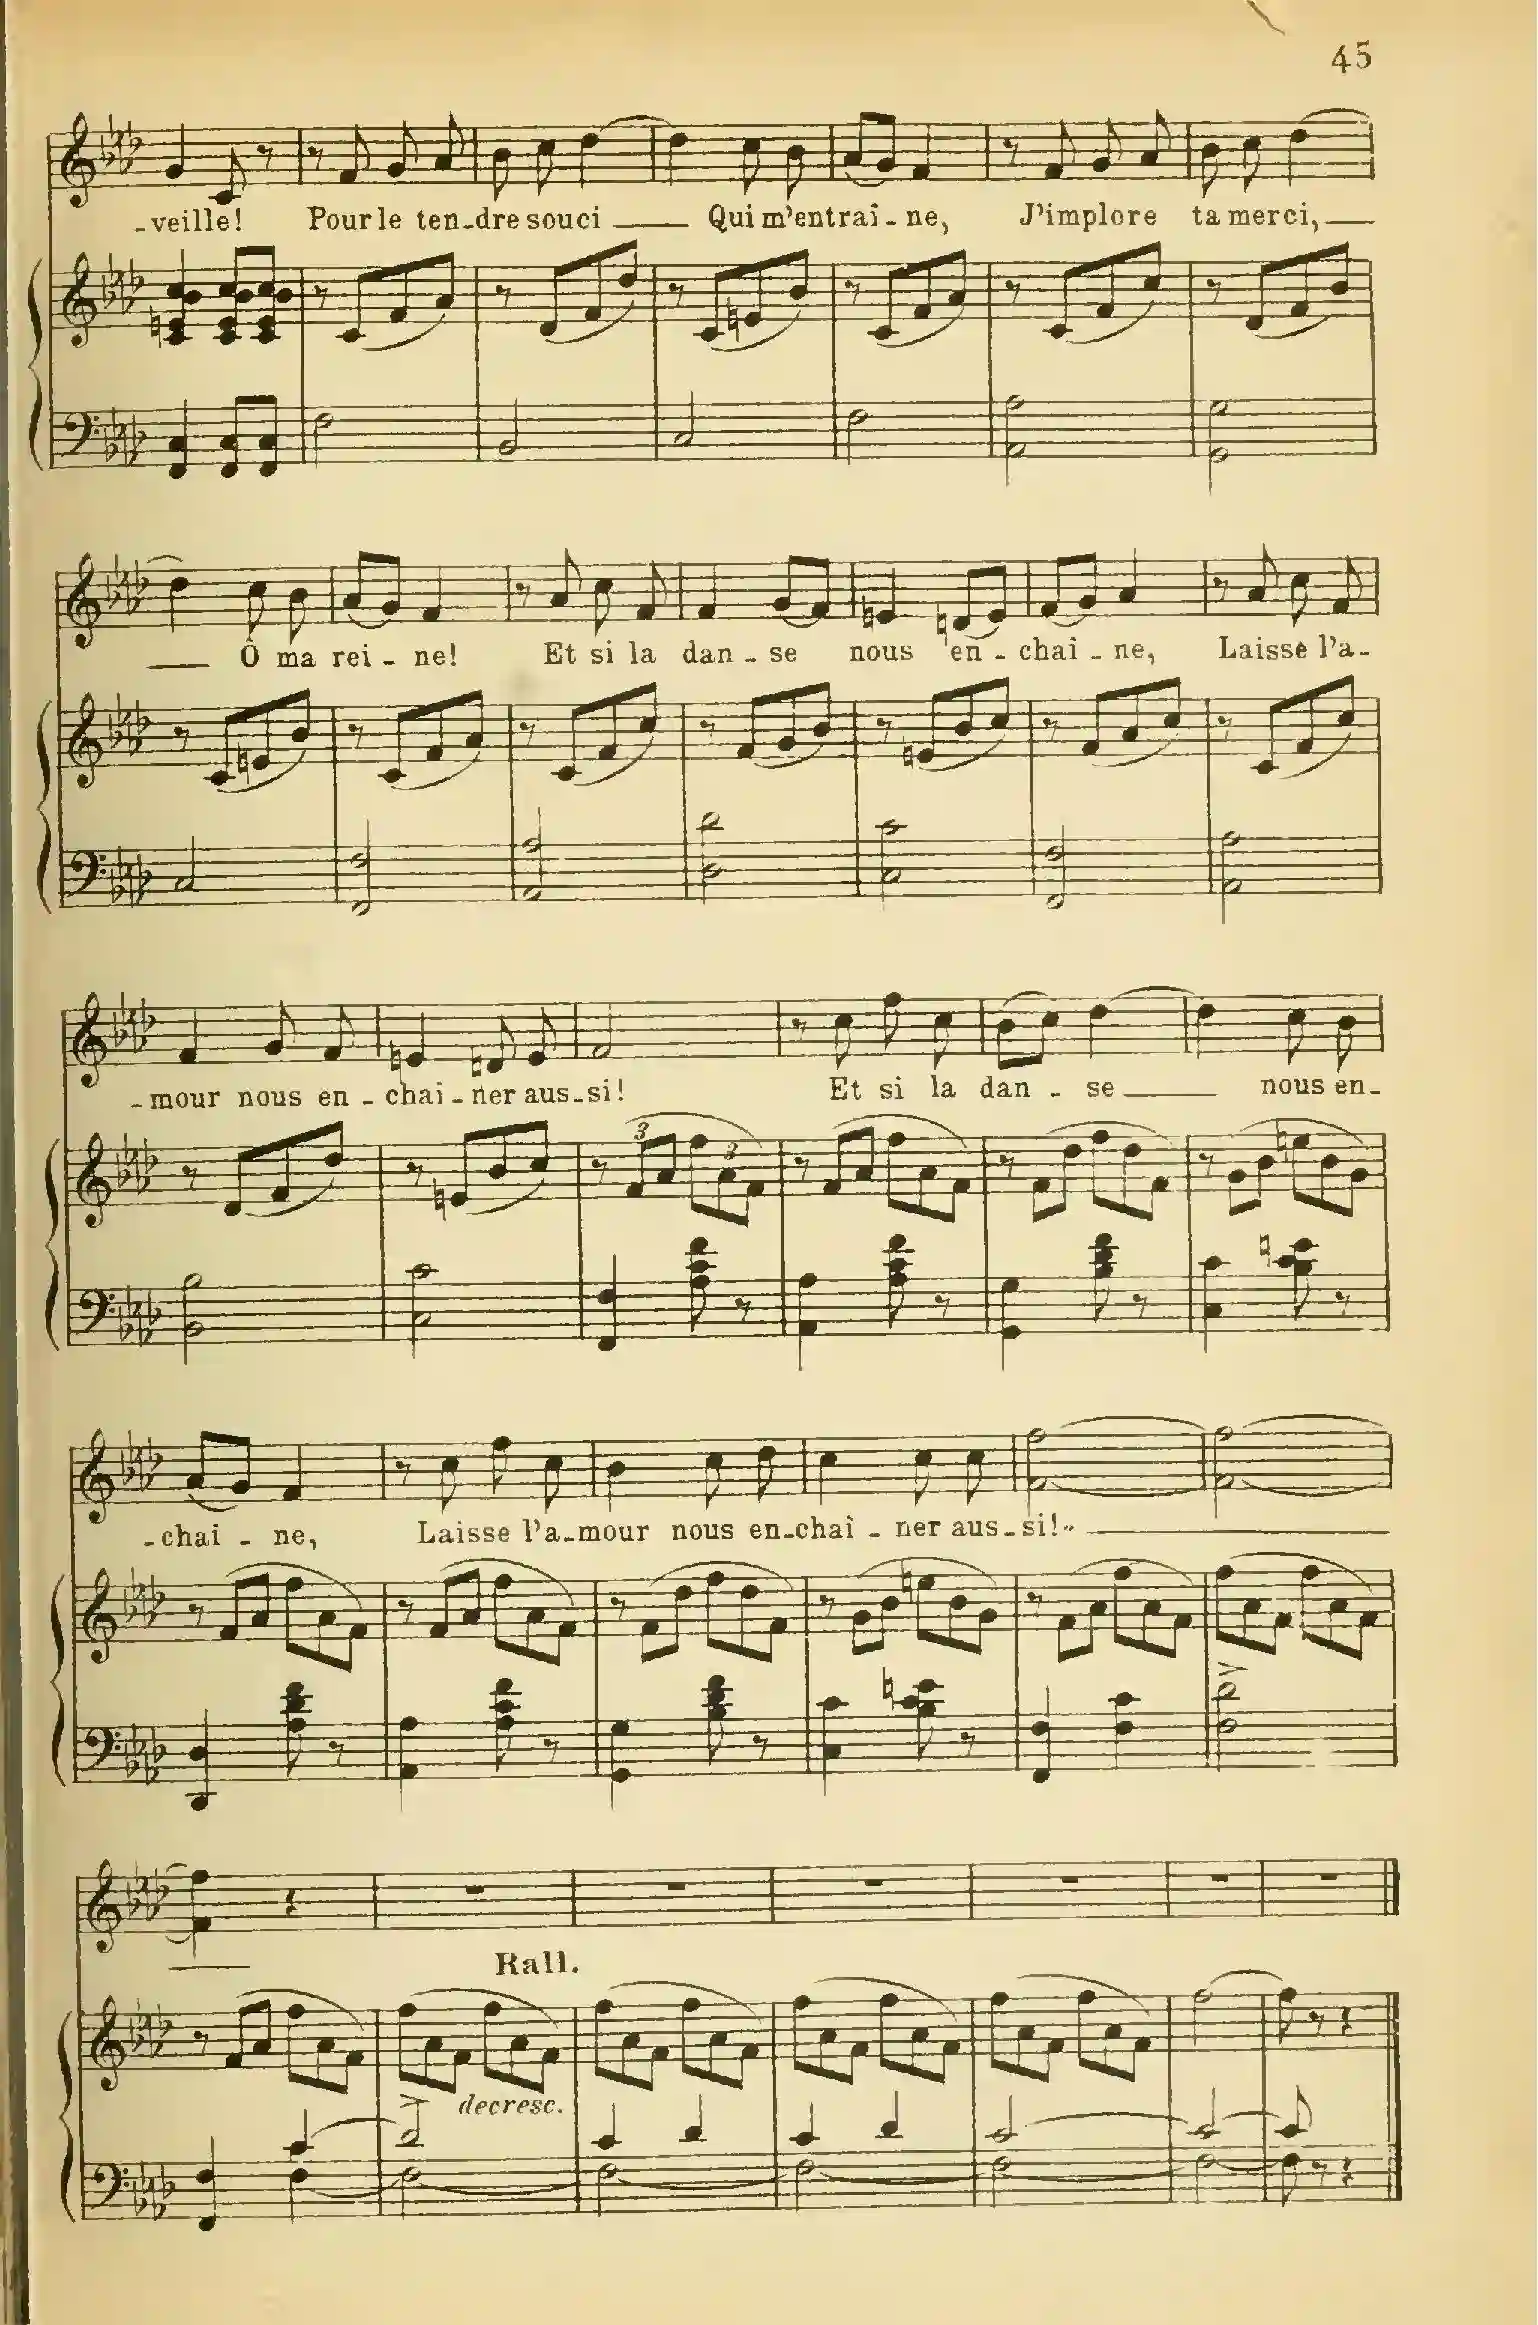 45
-veille! Pour le ten-dre souci Qui m'entraî-ne, J'implore ta merci,
Ô ma rei-ne! Et si la dan-se nous en-chai-ne, Laisse l'a-
-mour nous en-chai-ner aus-si! Et si la dan-se nous en-
3 3
-chai-ne, Laisse l'a-mour nous en-chaî-ner aus-si!"
Rall.
decresc.